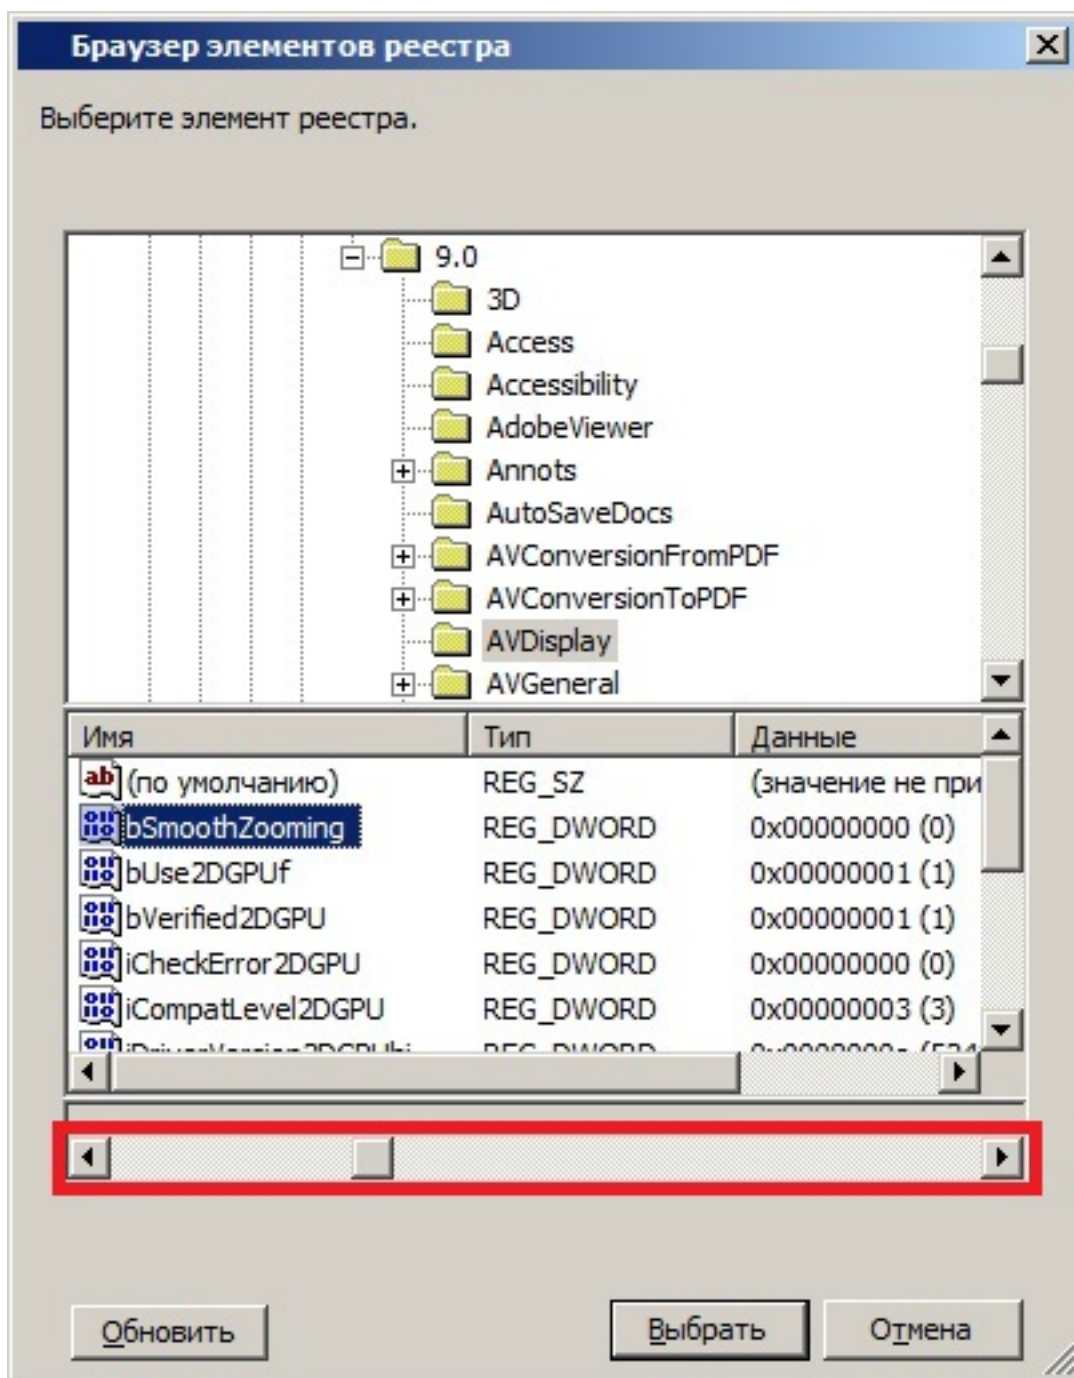 Браузер элементов реестра
Выберите элемент реестра.
9.0
3D
Access
Accessibility
AdobeViewer
Annots
AutoSaveDocs
AVConversionFromPDF
AVConversionToPDF
AVDisplay
AVGeneral
Имя Тип Данные
(по умолчанию) REG_SZ (значение не при
bSmoothZooming REG_DWORD 0x00000000 (0)
bUse2DGPUf REG_DWORD 0x00000001 (1)
bVerified2DGPU REG_DWORD 0x00000001 (1)
iCheckError2DGPU REG_DWORD 0x00000000 (0)
iCompatLevel2DGPU REG_DWORD 0x00000003 (3)
REG_DWORD
Обновить Выбрать Отмена